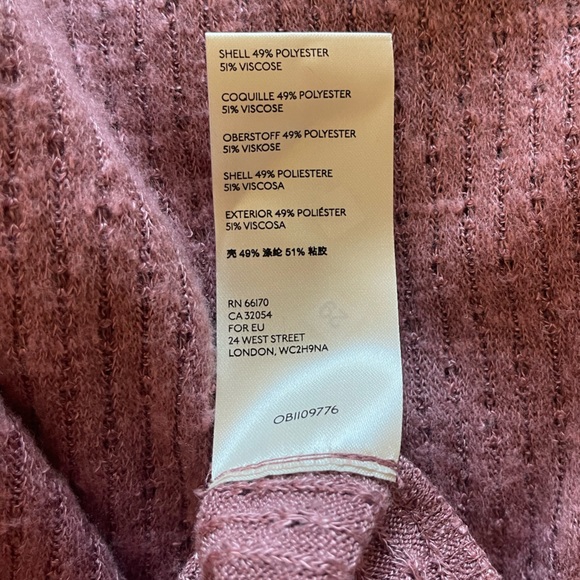 SHELL 49% POLYESTER
51% VISCOSE
COQUILLE 49% POLYESTER
51% VISCOSE
OBERSTOFF 49% POLYESTER
51% VISKOSE
SHELL 49% POLIESTERE
51% VISCOSA
EXTERIOR 49% POLIÉSTER
51% VISCOSA
壳 49% 涤纶 51% 粘胶
RN 66170
CA 32054
FOR EU
24 WEST STREET
LONDON, WC2H9NA
OB1109776